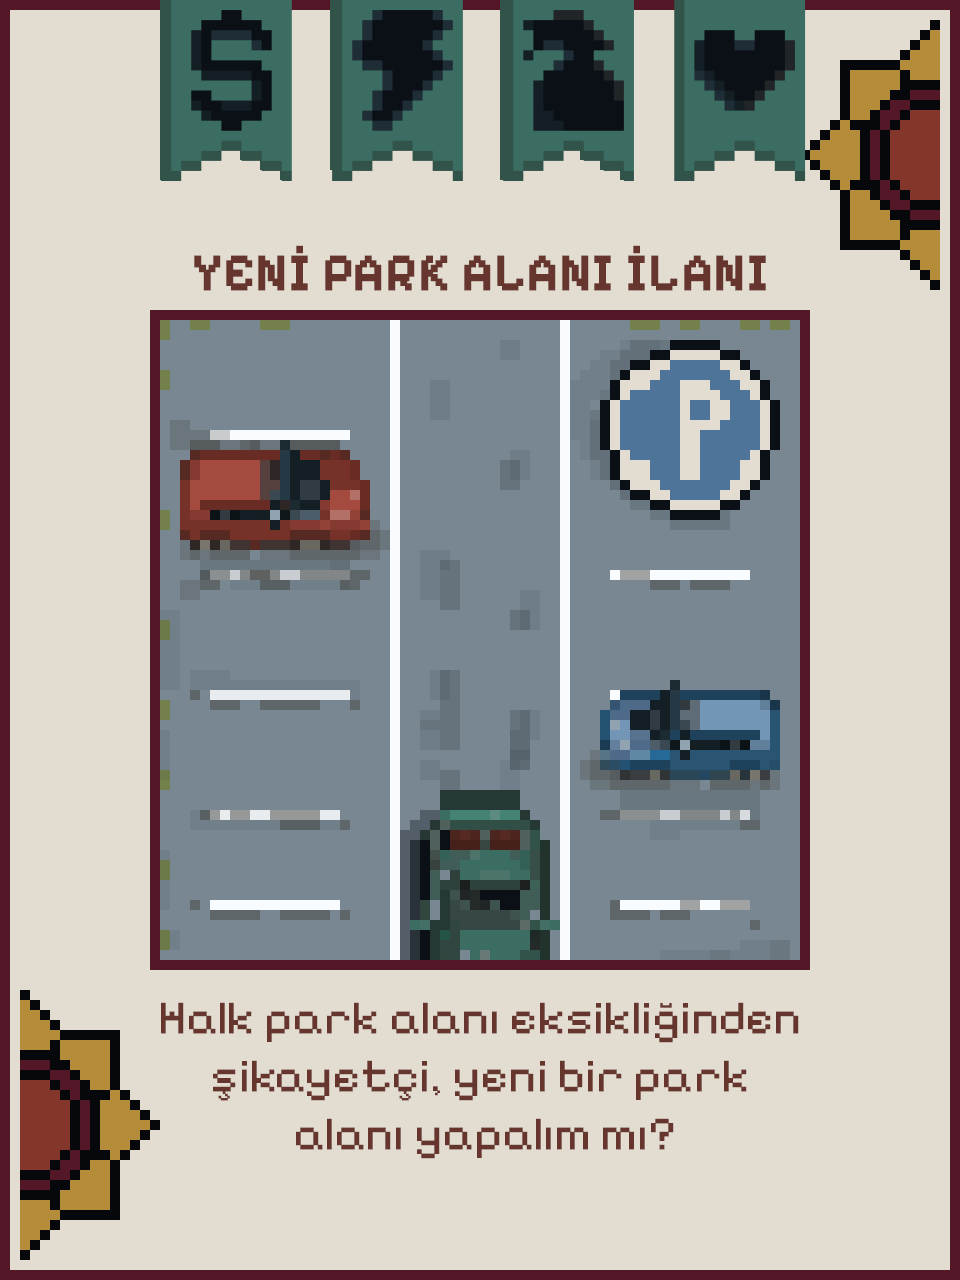 $
YENİ PARK ALANI İLANI
P
Halk park alanı eksikliğinden
şikayetçi, yeni bir park
alanı yapalım mı?